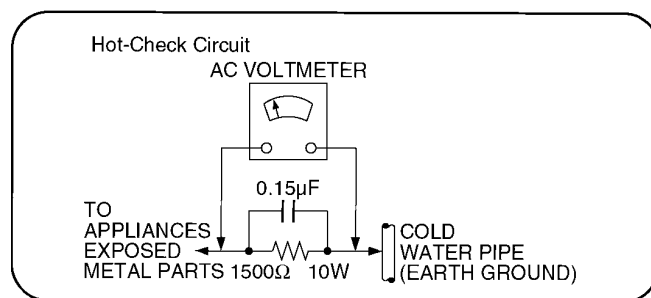 Hot-Check Circuit
AC VOLTMETER
0.15µF
TO
APPLIANCES
EXPOSED
METAL PARTS
1500Ω 10W
COLD
WATER PIPE
(EARTH GROUND)